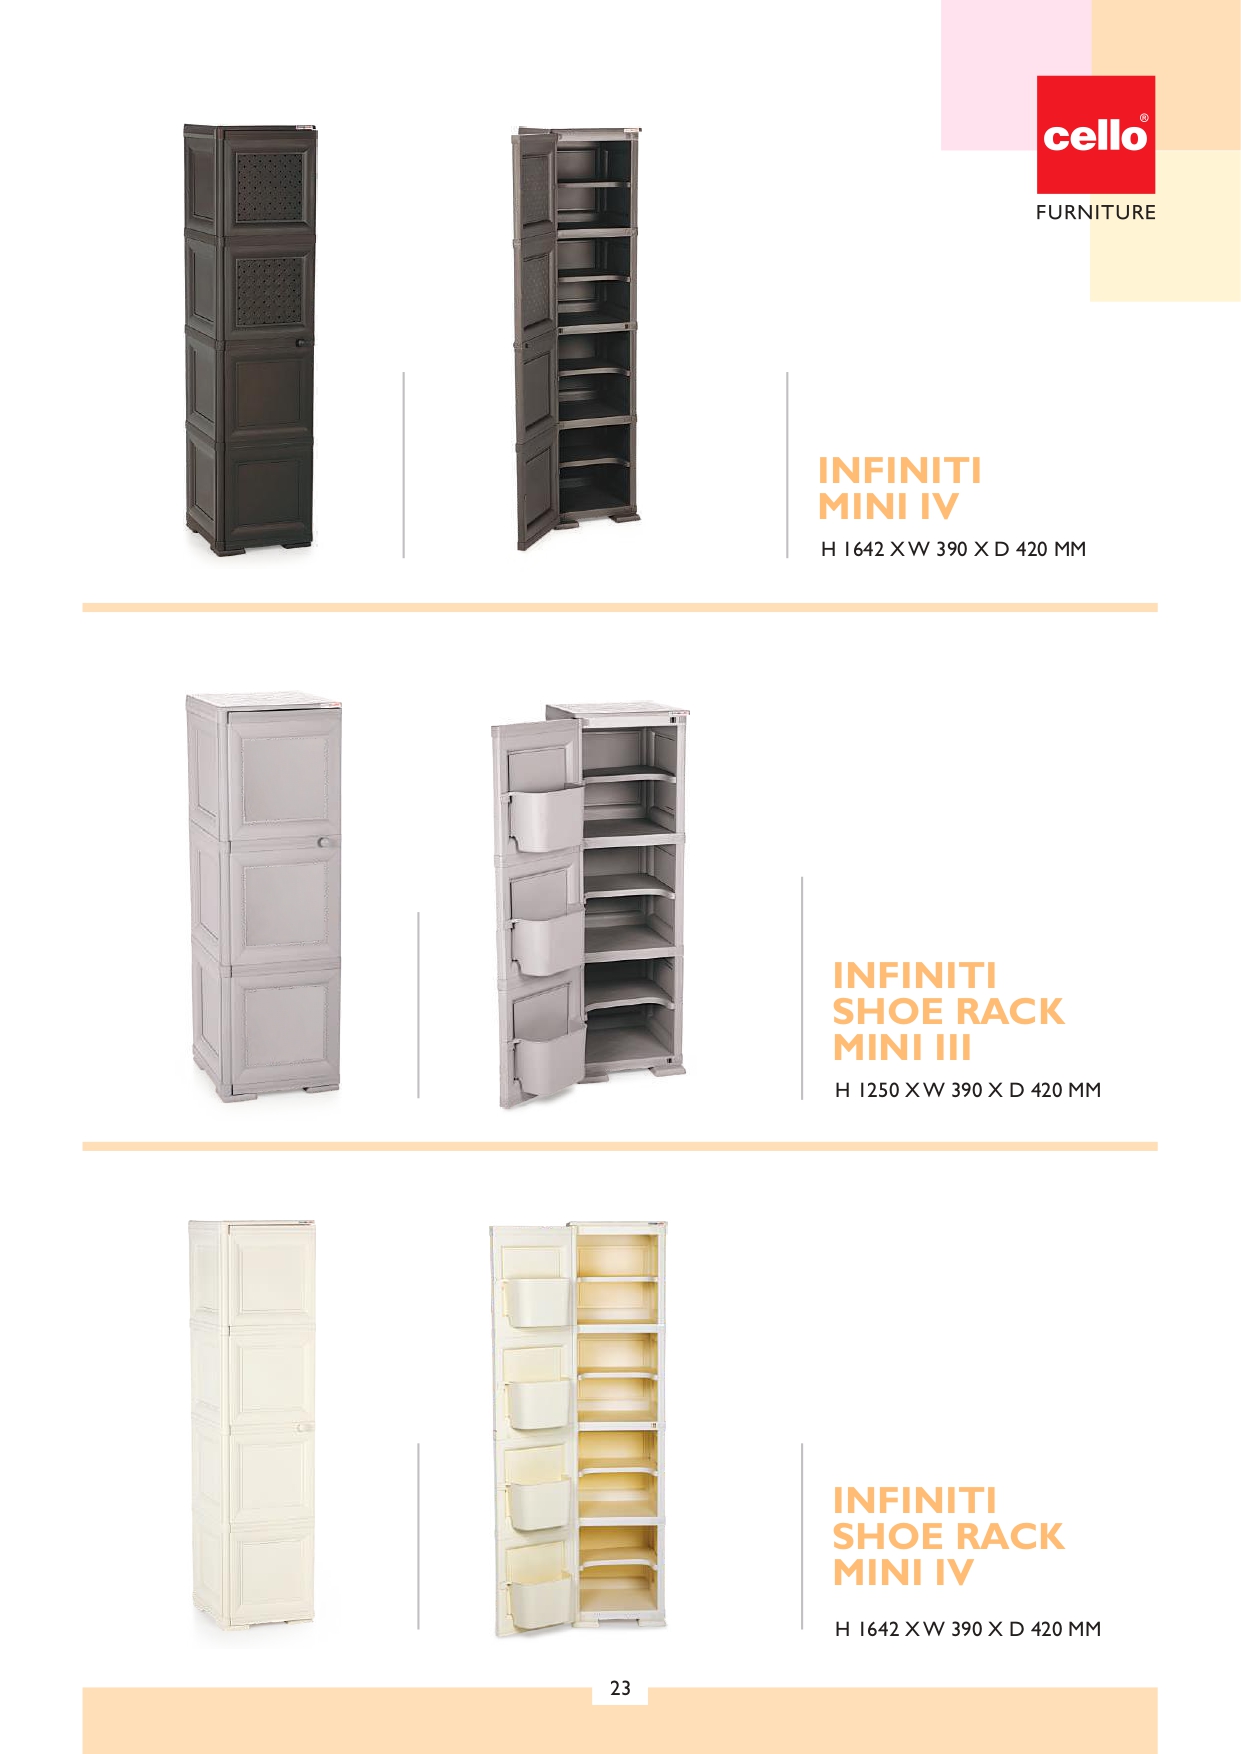 cello®
FURNITURE
INFINITI
MINI IV
H 1642 X W 390 X D 420 MM
INFINITI
SHOE RACK
MINI III
H 1250 X W 390 X D 420 MM
INFINITI
SHOE RACK
MINI IV
H 1642 X W 390 X D 420 MM
23